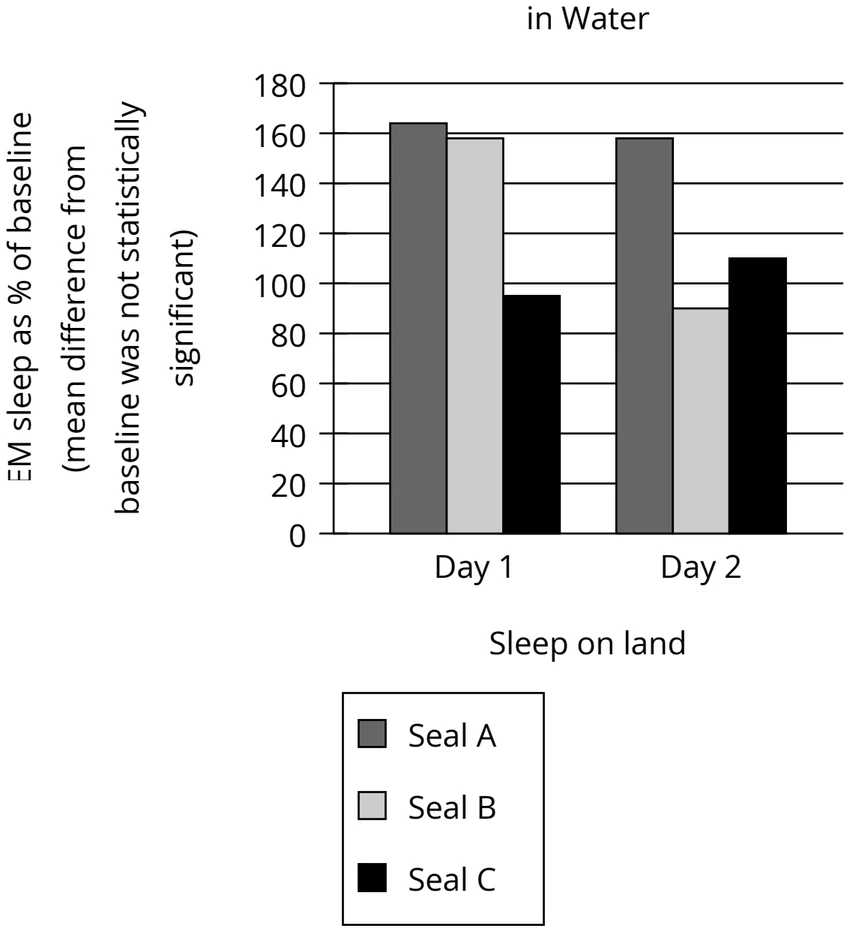 in Water
EM sleep as % of baseline
(mean difference from
baseline was not statistically
significant)
180
160
140
120
100
80
60
40
20
0
Day 1 Day 2
Sleep on land
Seal A
Seal B
Seal C